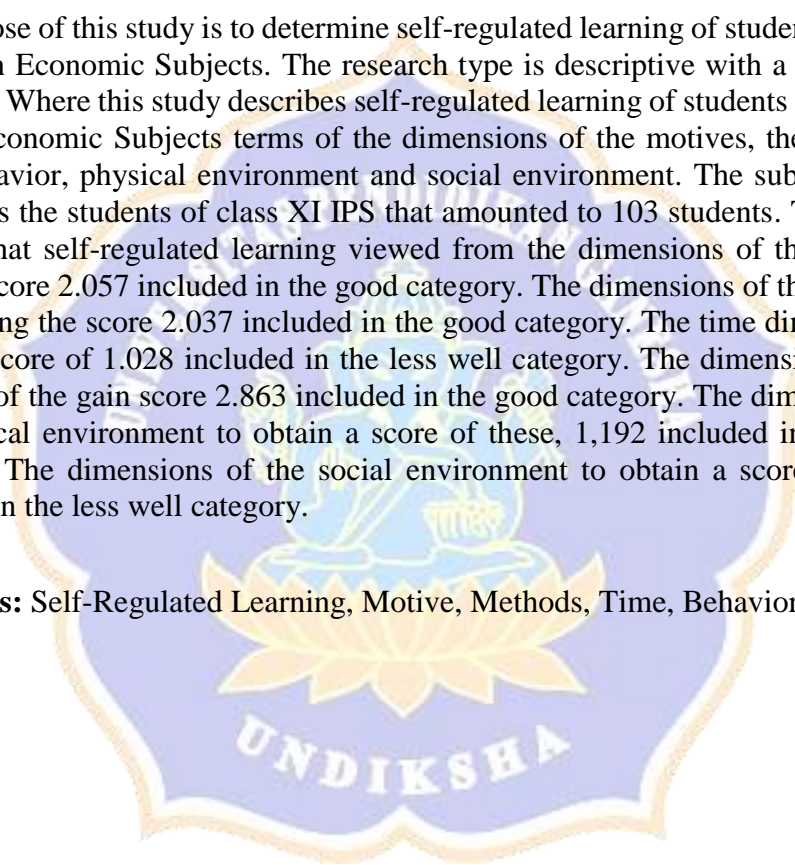 ose of this study is to determine self-regulated learning of studen
n Economic Subjects. The research type is descriptive with a
Where this study describes self-regulated learning of students
conomic Subjects terms of the dimensions of the motives, the
avior, physical environment and social environment. The sub
s the students of class XI IPS that amounted to 103 students. T
hat self-regulated learning viewed from the dimensions of th
core 2.057 included in the good category. The dimensions of th
ng the score 2.037 included in the good category. The time di
core of 1.028 included in the less well category. The dimensi
of the gain score 2.863 included in the good category. The dim
cal environment to obtain a score of these, 1,192 included in
The dimensions of the social environment to obtain a score
n the less well category.
s: Self-Regulated Learning, Motive, Methods, Time, Behavior
UNIVERSITAS PENDIDIKAN GANESHA
UNDIKSHA